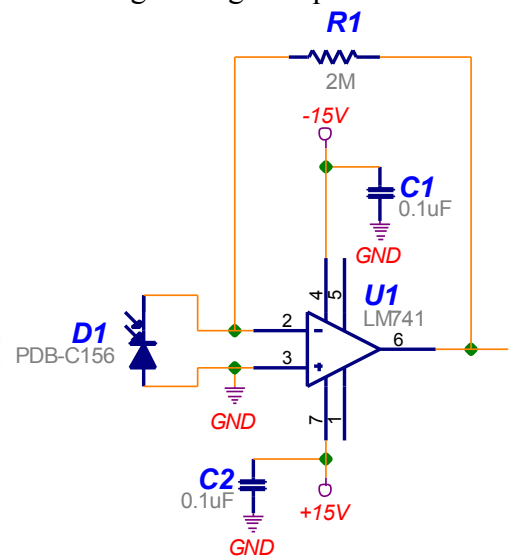 R1
2M
-15V
C1
0.1uF
GND
4
5
U1
LM741
2
-
6
D1
PDB-C156
3
+
GND
7
1
C2
0.1uF
+15V
GND